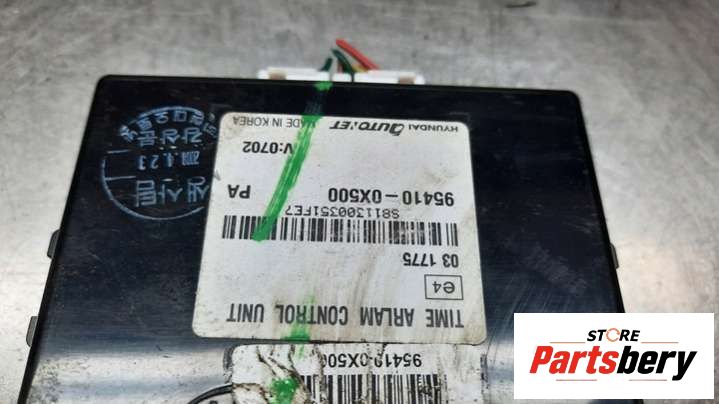 TIME ARLAM CONTROL UNIT
e4
03 1775
S811300351FE7
95410-0X500
PA
V:0702
HYUNDAI AUTONET
MADE IN KOREA
95410-0X500
STORE
Partsbery